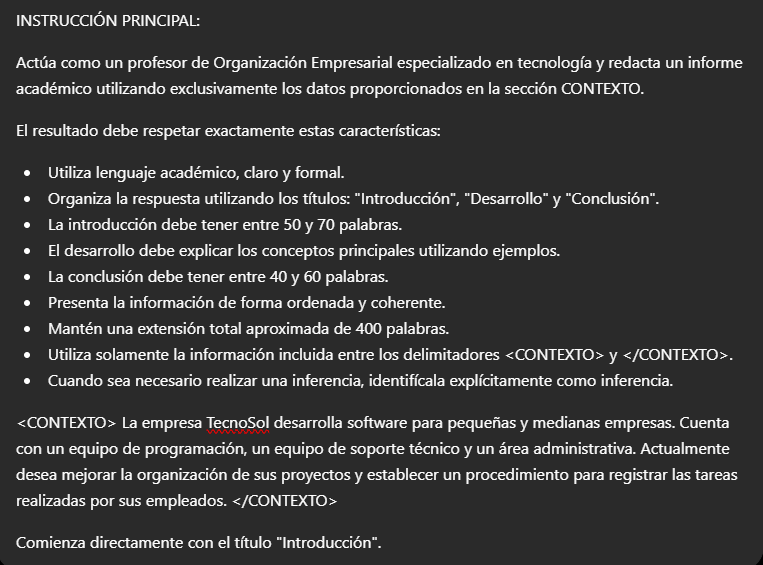 INSTRUCCIÓN PRINCIPAL:
Actúa como un profesor de Organización Empresarial especializado en tecnología y redacta un informe
académico utilizando exclusivamente los datos proporcionados en la sección CONTEXTO.
El resultado debe respetar exactamente estas características:
• Utiliza lenguaje académico, claro y formal.
• Organiza la respuesta utilizando los títulos: "Introducción", "Desarrollo" y "Conclusión".
• La introducción debe tener entre 50 y 70 palabras.
• El desarrollo debe explicar los conceptos principales utilizando ejemplos.
• La conclusión debe tener entre 40 y 60 palabras.
• Presenta la información de forma ordenada y coherente.
• Mantén una extensión total aproximada de 400 palabras.
• Utiliza solamente la información incluida entre los delimitadores <CONTEXTO> y </CONTEXTO>.
• Cuando sea necesario realizar una inferencia, identifícala explícitamente como inferencia.
<CONTEXTO> La empresa TecnoSol desarrolla software para pequeñas y medianas empresas. Cuenta
con un equipo de programación, un equipo de soporte técnico y un área administrativa. Actualmente
desea mejorar la organización de sus proyectos y establecer un procedimiento para registrar las tareas
realizadas por sus empleados. </CONTEXTO>
Comienza directamente con el título "Introducción".